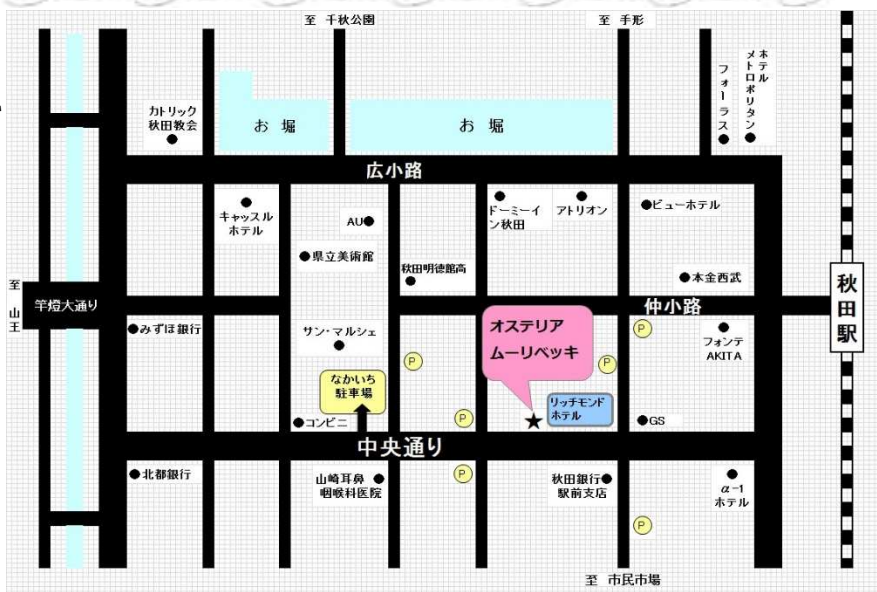 至 千秋公園
至 手形
カトリック
秋田教会
お 堀
お 堀
フォーラス
ホテル
メトロポリタン
広小路
キャッスル
ホテル
AU
ドーミーイ
ン秋田
アトリオン
ビューホテル
県立美術館
秋田明徳館高
本金西武
至 山王
竿燈大通り
仲小路
秋田駅
みずほ銀行
サン・マルシェ
オステリア
ムーリベッキ
P
P
P
フォンテ
AKITA
なかいち
駐車場
リッチモンド
ホテル
コンビニ
P
GS
中央通り
北都銀行
山崎耳鼻
咽喉科医院
P
秋田銀行
駅前支店
α-1
ホテル
P
至 市民市場